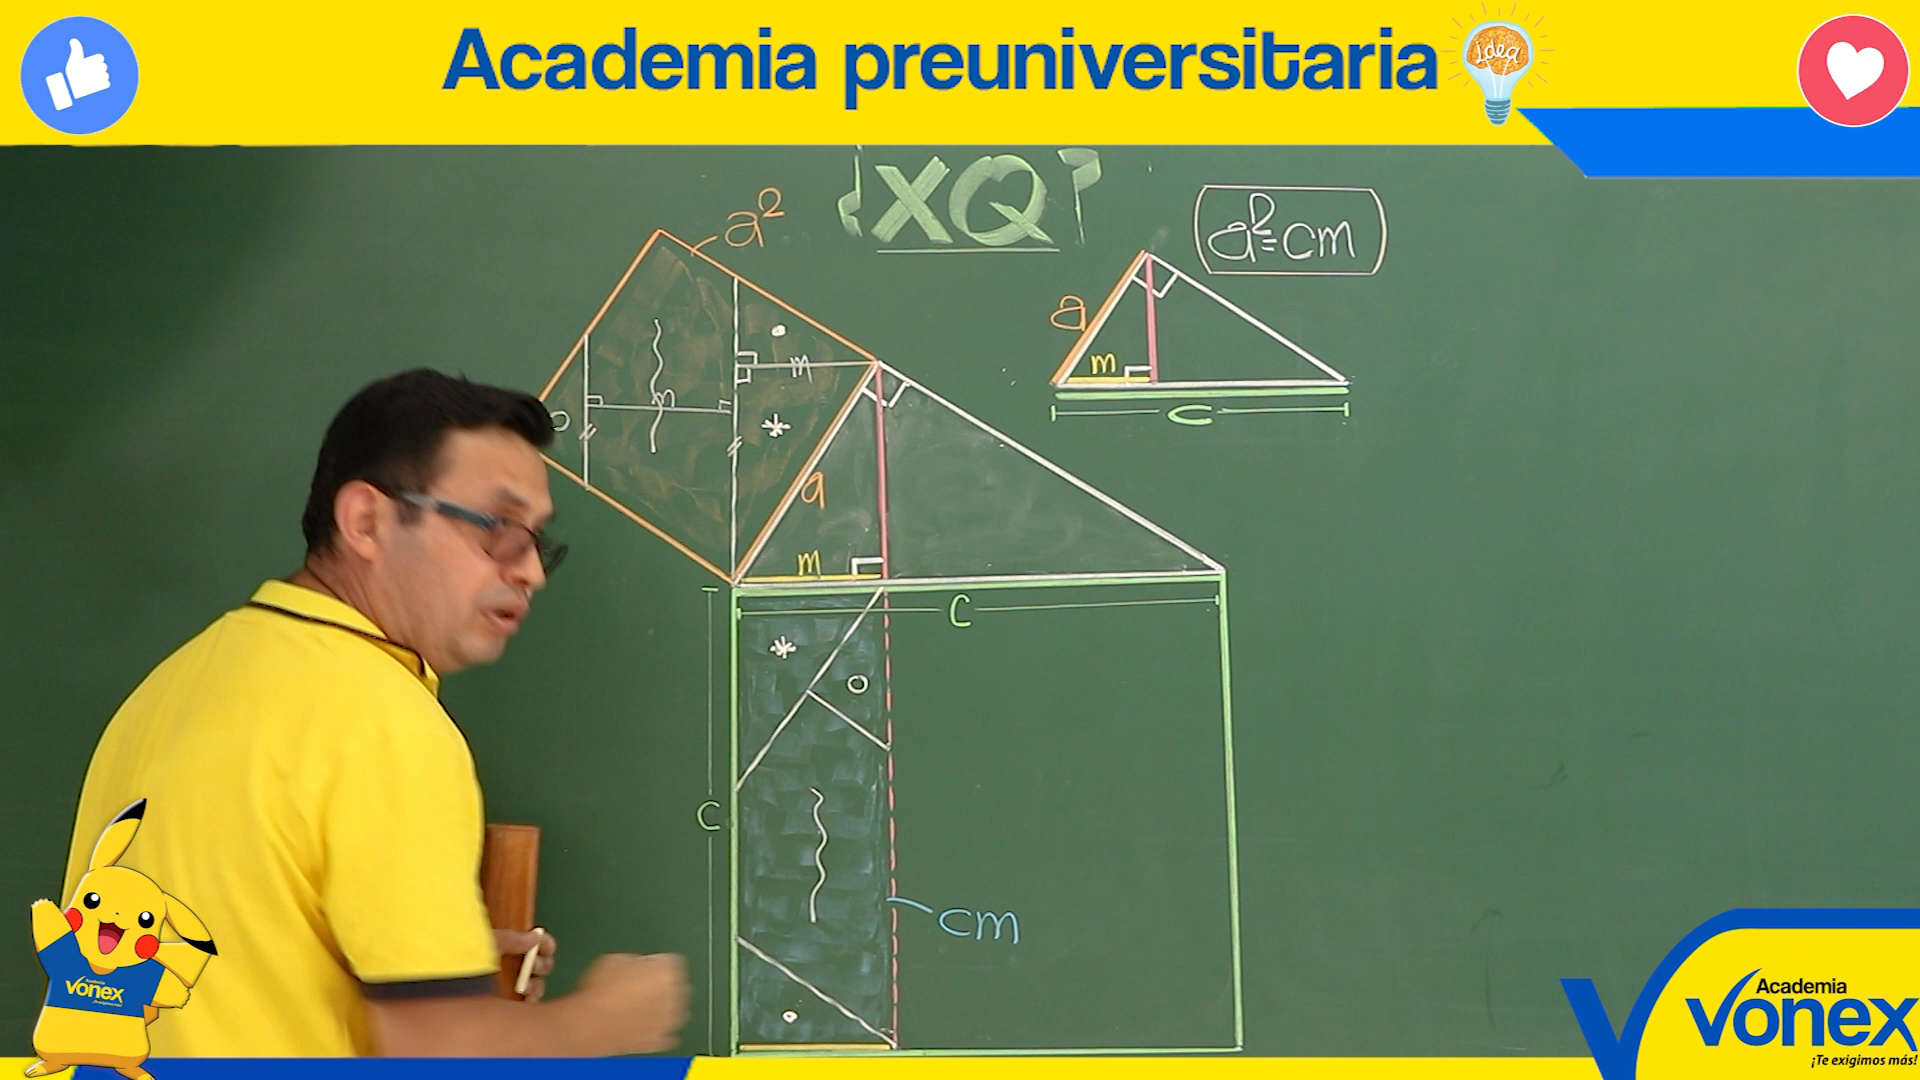 Academia preuniversitaria
idea
¿XQ?
a²=cm
a²
a
m
c
m
m
a
m
c
c
cm
Academia
vonex
¡Te exigimos más!
vonex